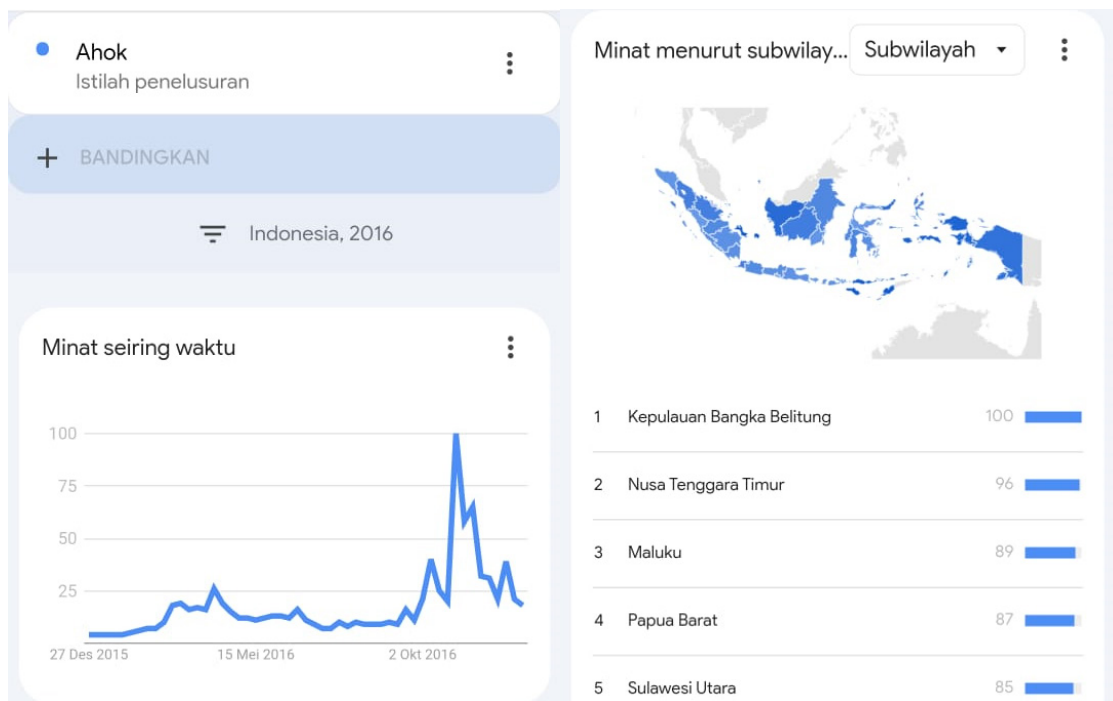 Ahok
Istilah penelusuran
BANDINGKAN
Indonesia, 2016
Minat seiring waktu
100
75
50
25
27 Des 2015 15 Mei 2016 2 Okt 2016
Minat menurut subwilay... Subwilayah
1 Kepulauan Bangka Belitung 100
2 Nusa Tenggara Timur 96
3 Maluku 89
4 Papua Barat 87
5 Sulawesi Utara 85